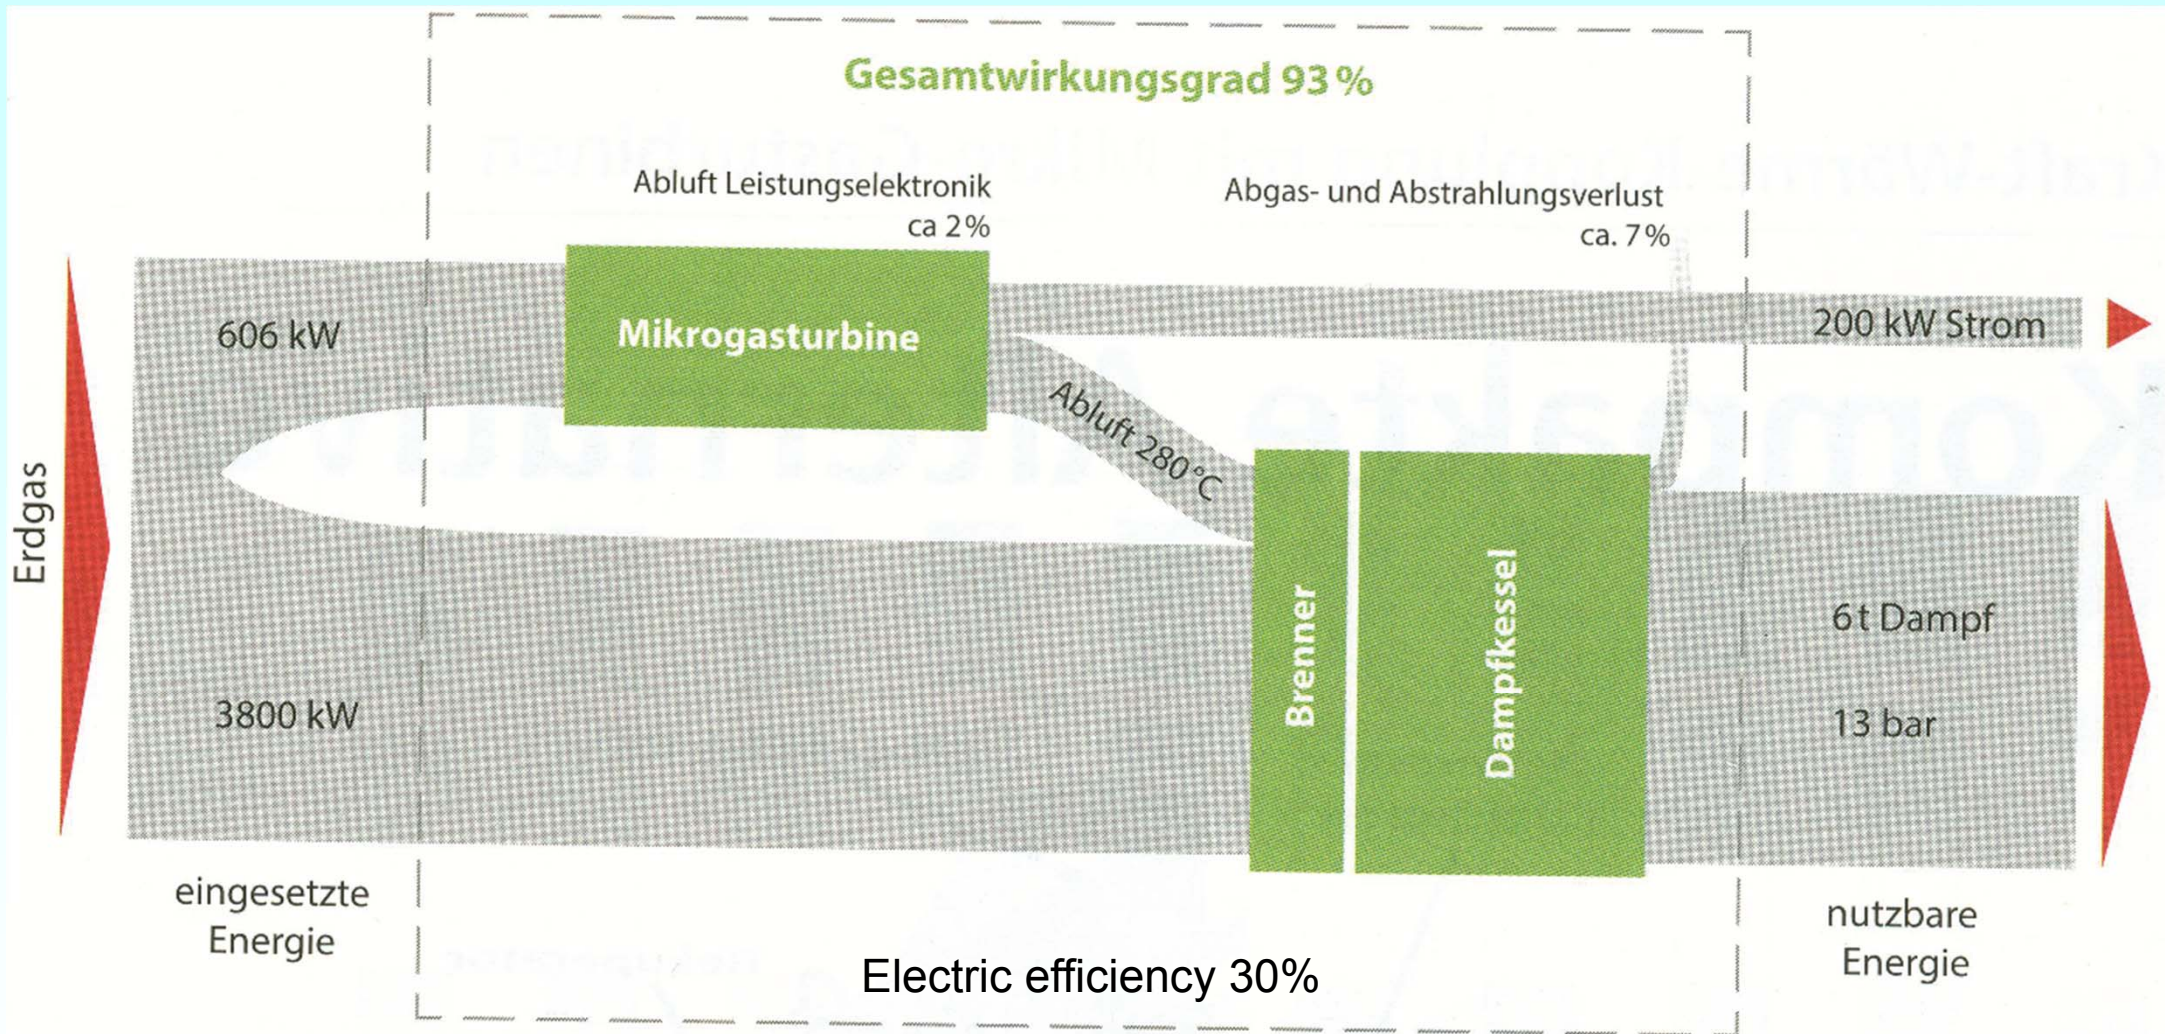 Gesamtwirkungsgrad 93 %
Abluft Leistungselektronik
ca 2 %
Abgas- und Abstrahlungsverlust
ca. 7 %
Erdgas
606 kW
Mikrogasturbine
200 kW Strom
Abluft 280 °C
3800 kW
Brenner
Dampfkessel
6 t Dampf
13 bar
eingesetzte
Energie
nutzbare
Energie
Electric efficiency 30%